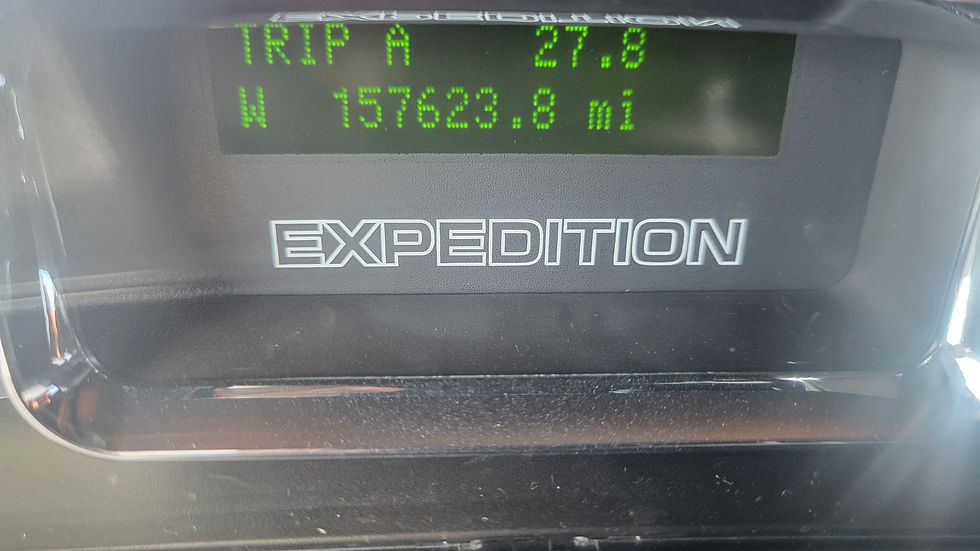 TRIP A 27.8
W 157623.8 mi
EXPEDITION